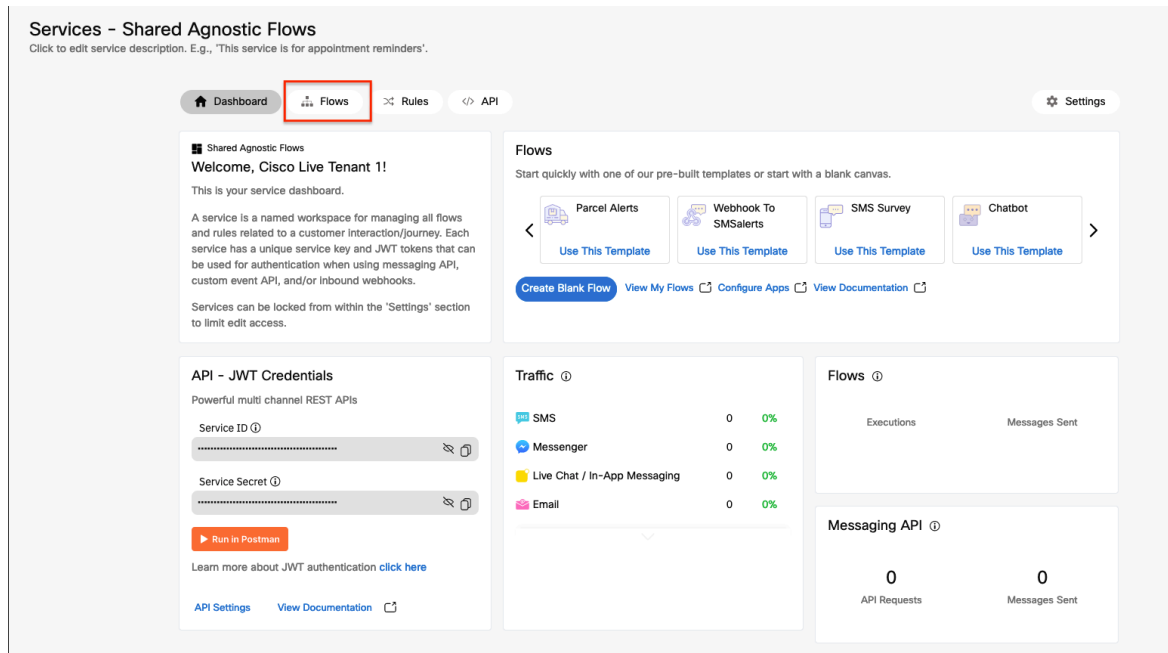 Services - Shared Agnostic Flows
Click to edit service description. E.g., 'This service is for appointment reminders'.
Dashboard
Flows
Rules
</> API
Settings
Shared Agnostic Flows
Welcome, Cisco Live Tenant 1!
This is your service dashboard.
A service is a named workspace for managing all flows
and rules related to a customer interaction/journey. Each
service has a unique service key and JWT tokens that can
be used for authentication when using messaging API,
custom event API, and/or inbound webhooks.
Services can be locked from within the 'Settings' section
to limit edit access.
Flows
Start quickly with one of our pre-built templates or start with a blank canvas.
Parcel Alerts
Use This Template
Webhook To
SMSalerts
Use This Template
SMS Survey
Use This Template
Chatbot
Use This Template
Create Blank Flow
View My Flows
Configure Apps
View Documentation
API - JWT Credentials
Powerful multi channel REST APIs
Service ID
Service Secret
Run in Postman
Learn more about JWT authentication click here
API Settings
View Documentation
Traffic
SMS 0 0%
Messenger 0 0%
Live Chat / In-App Messaging 0 0%
Email 0 0%
Flows
Executions
Messages Sent
Messaging API
0
API Requests
0
Messages Sent